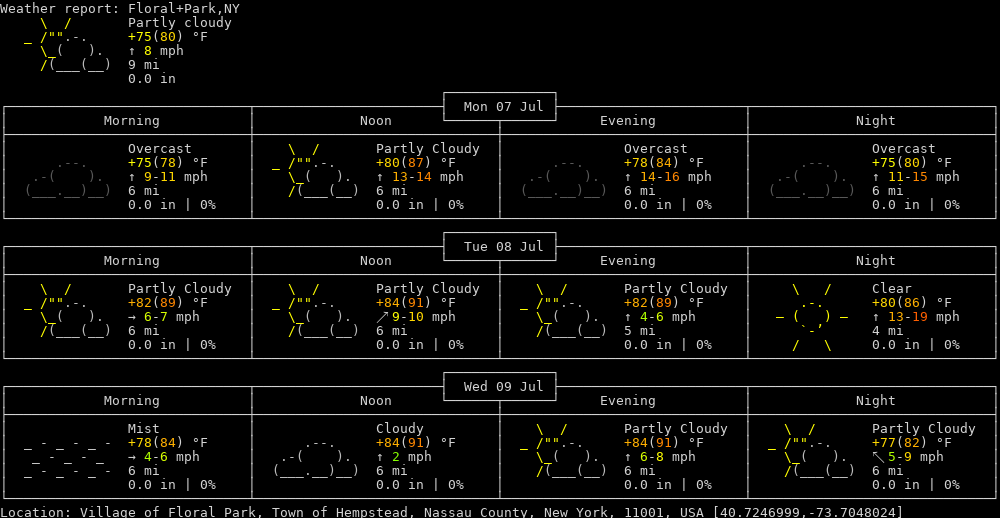 Weather report: Floral+Park,NY
Partly cloudy
+75(80) °F
↑ 8 mph
9 mi
0.0 in
Mon 07 Jul
Morning Noon Evening Night
Overcast Partly Cloudy Overcast Overcast
+75(78) °F +80(87) °F +78(84) °F +75(80) °F
↑ 9-11 mph ↑ 13-14 mph ↑ 14-16 mph ↑ 11-15 mph
6 mi 6 mi 6 mi 6 mi
0.0 in | 0% 0.0 in | 0% 0.0 in | 0% 0.0 in | 0%
Tue 08 Jul
Morning Noon Evening Night
Partly Cloudy Partly Cloudy Partly Cloudy Clear
+82(89) °F +84(91) °F +82(89) °F +80(86) °F
→ 6-7 mph ↗ 9-10 mph ↑ 4-6 mph ↑ 13-19 mph
6 mi 6 mi 5 mi 4 mi
0.0 in | 0% 0.0 in | 0% 0.0 in | 0% 0.0 in | 0%
Wed 09 Jul
Morning Noon Evening Night
Mist Cloudy Partly Cloudy Partly Cloudy
+78(84) °F +84(91) °F +84(91) °F +77(82) °F
→ 4-6 mph ↑ 2 mph ↑ 6-8 mph ↖ 5-9 mph
6 mi 6 mi 6 mi 6 mi
0.0 in | 0% 0.0 in | 0% 0.0 in | 0% 0.0 in | 0%
Location: Village of Floral Park, Town of Hempstead, Nassau County, New York, 11001, USA [40.7246999,-73.7048024]